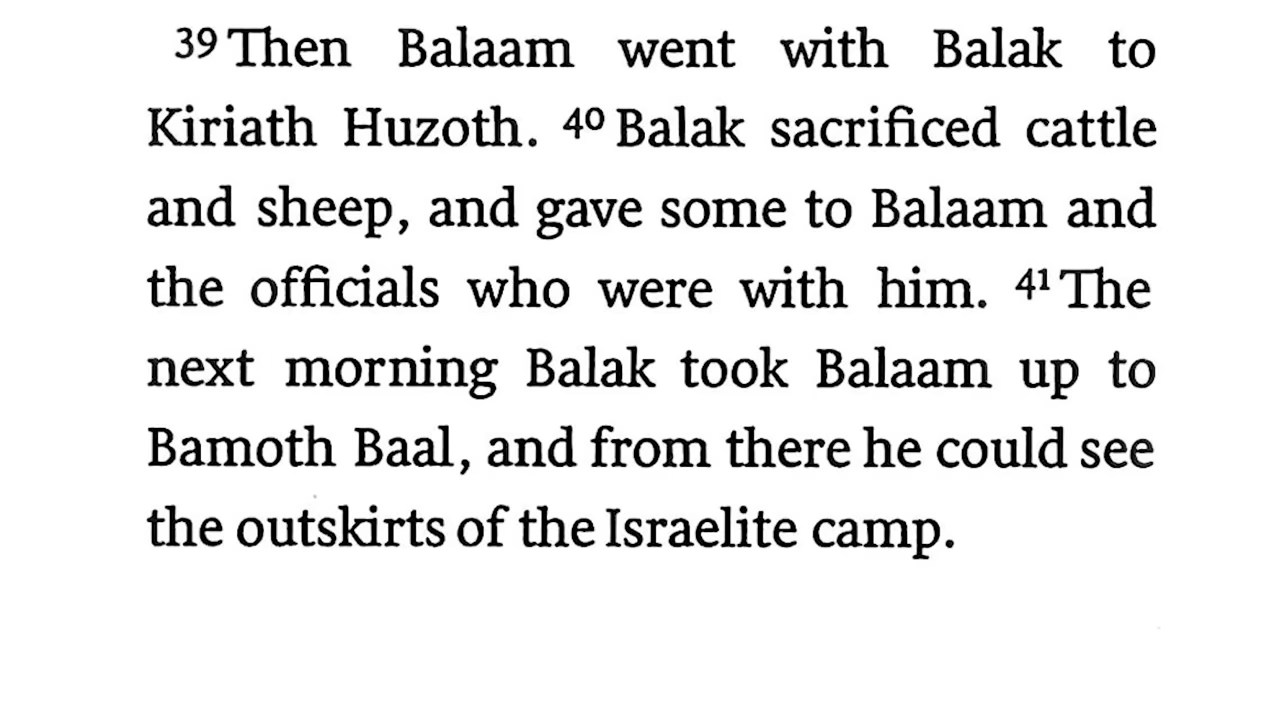 39 Then Balaam went with Balak to
Kiriath Huzoth. 40 Balak sacrificed cattle
and sheep, and gave some to Balaam and
the officials who were with him. 41 The
next morning Balak took Balaam up to
Bamoth Baal, and from there he could see
the outskirts of the Israelite camp.